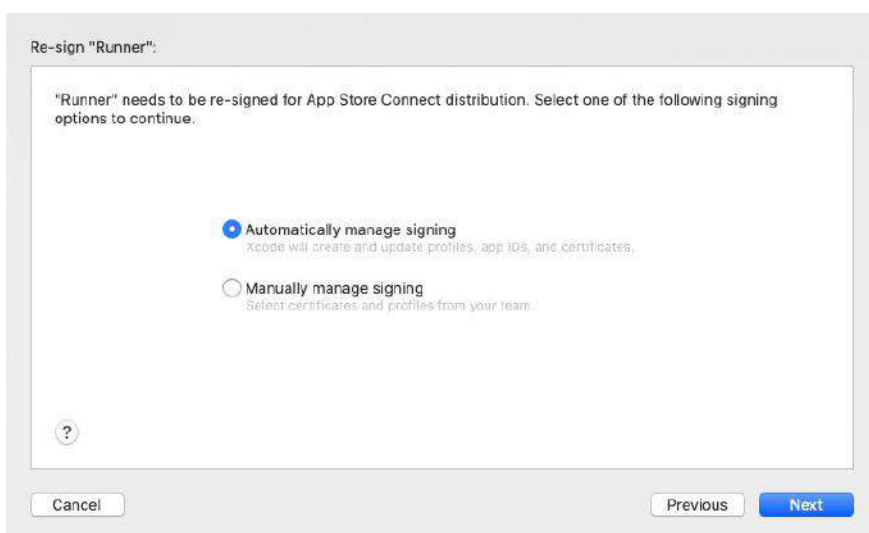 Re-sign "Runner":
"Runner" needs to be re-signed for App Store Connect distribution. Select one of the following signing
options to continue.
Automatically manage signing
Xcode will create and update profiles, app IDs, and certificates.
Manually manage signing
Select certificates and profiles from your team.
?
Cancel
Previous
Next